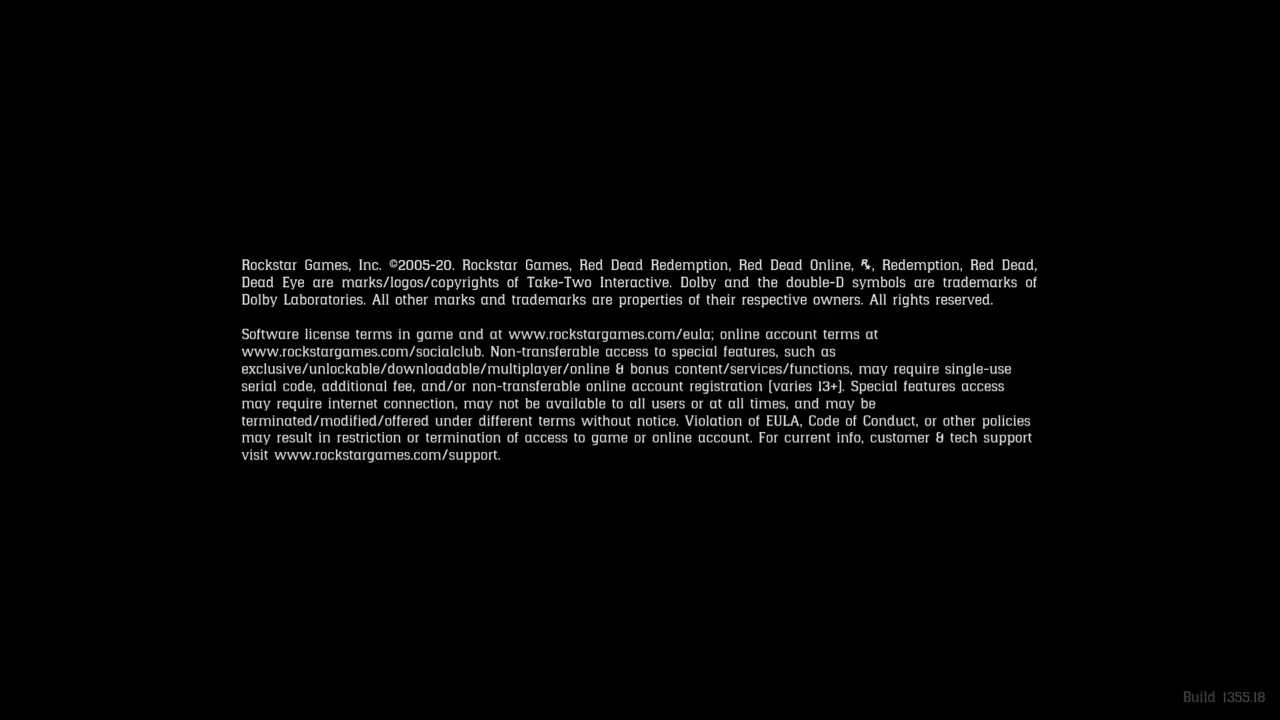 Rockstar Games, Inc. ©2005-20. Rockstar Games, Red Dead Redemption, Red Dead Online, , Redemption, Red Dead,
Dead Eye are marks/logos/copyrights of Take-Two Interactive. Dolby and the double-D symbols are trademarks of
Dolby Laboratories. All other marks and trademarks are properties of their respective owners. All rights reserved.
Software license terms in game and at www.rockstargames.com/eula; online account terms at
www.rockstargames.com/socialclub. Non-transferable access to special features, such as
exclusive/unlockable/downloadable/multiplayer/online & bonus content/services/functions, may require single-use
serial code, additional fee, and/or non-transferable online account registration [varies 13+]. Special features access
may require internet connection, may not be available to all users or at all times, and may be
terminated/modified/offered under different terms without notice. Violation of EULA, Code of Conduct, or other policies
may result in restriction or termination of access to game or online account. For current info, customer & tech support
visit www.rockstargames.com/support.
Build 1355.18